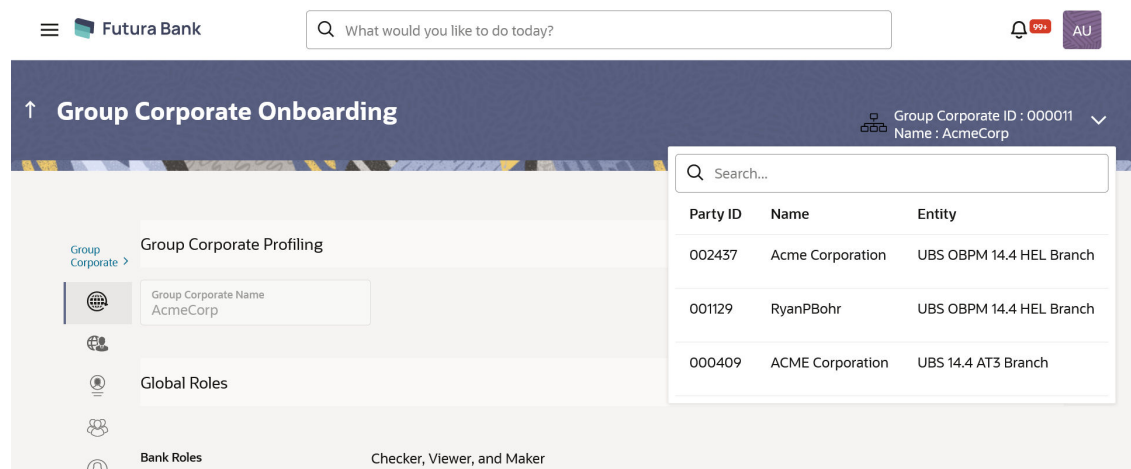 Futura Bank
What would you like to do today?
99+
AU
↑ Group Corporate Onboarding
Group Corporate ID : 000011
Name : AcmeCorp
Search...
Party ID Name Entity
002437 Acme Corporation UBS OBPM 14.4 HEL Branch
001129 RyanPBohr UBS OBPM 14.4 HEL Branch
000409 ACME Corporation UBS 14.4 AT3 Branch
Group
Corporate >
Group Corporate Profiling
Group Corporate Name
AcmeCorp
Global Roles
Bank Roles Checker, Viewer, and Maker